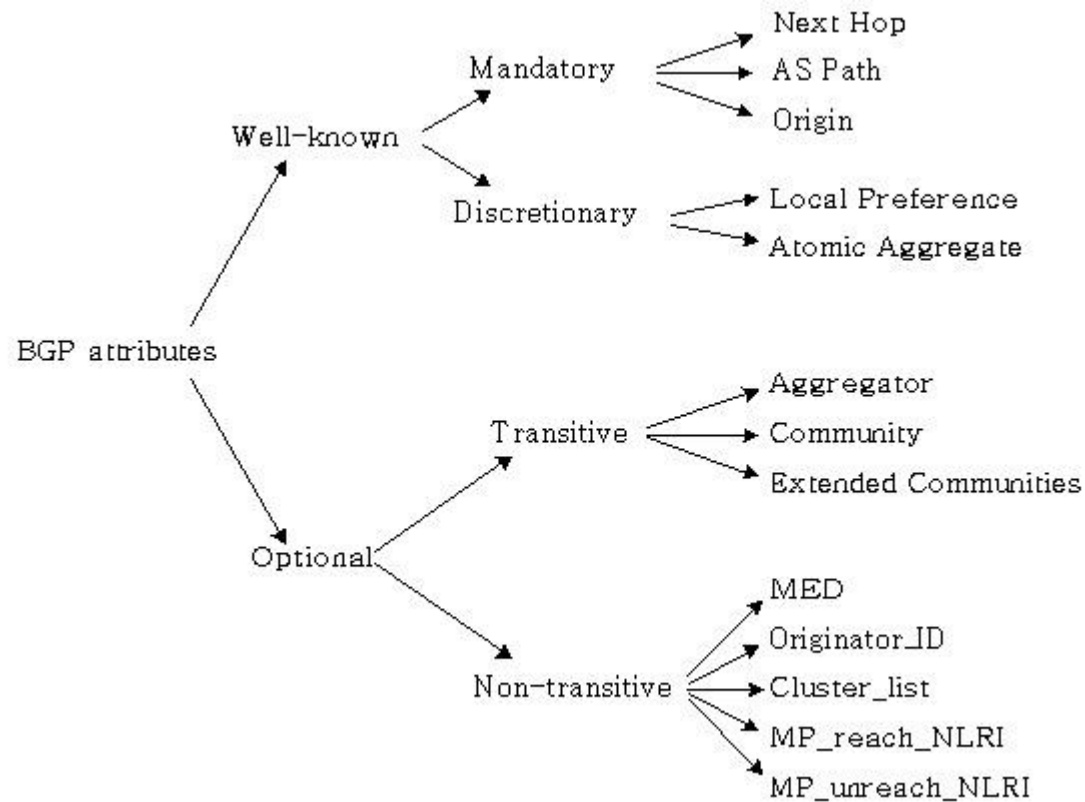 BGP attributes
Well-known
Mandatory
Next Hop
AS Path
Origin
Discretionary
Local Preference
Atomic Aggregate
Optional
Transitive
Aggregator
Community
Extended Communities
Non-transitive
MED
Originator_ID
Cluster_list
MP_reach_NLRI
MP_unreach_NLRI